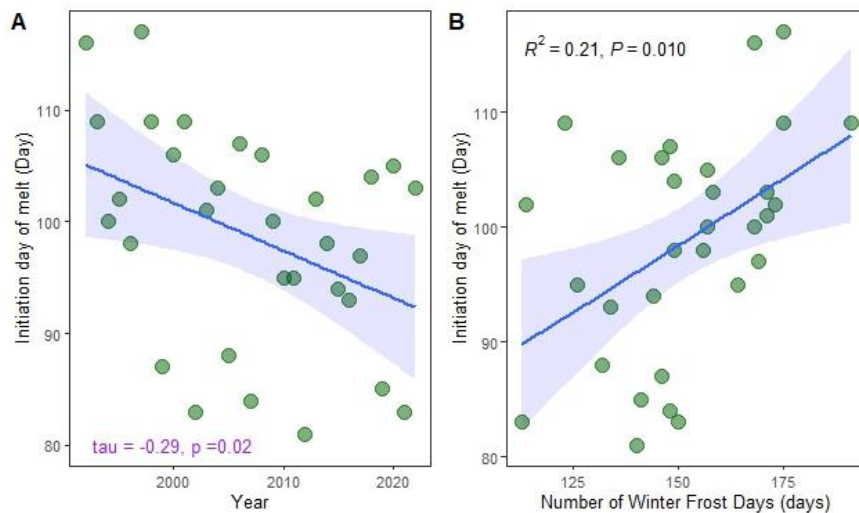 A
Initiation day of melt (Day)
110
100
90
80
tau = -0.29, p =0.02
2000
2010
2020
Year
B
R² = 0.21, P = 0.010
Initiation day of melt (Day)
110
100
90
80
125
150
175
Number of Winter Frost Days (days)